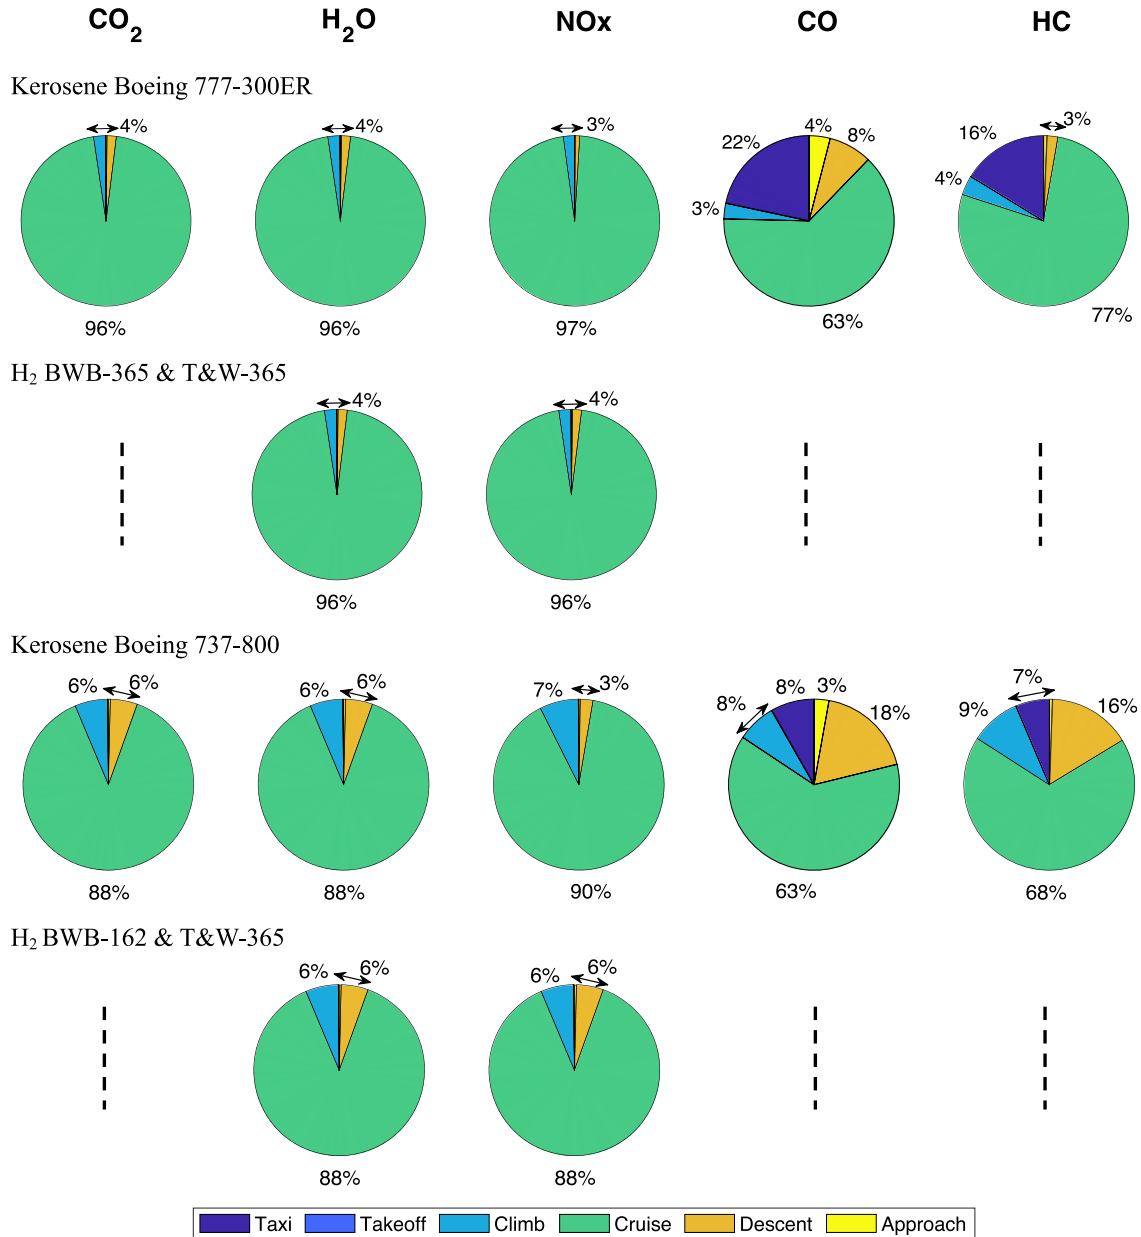 CO2 H2O NOx CO HC
Kerosene Boeing 777-300ER
4% 4% 3% 22% 4% 8% 16% 3%
3% 4%
96% 96% 97% 63% 77%
H2 BWB-365 & T&W-365
4% 4%
96% 96%
Kerosene Boeing 737-800
6% 6% 6% 6% 7% 3% 8% 8% 3% 18% 9% 7% 16%
88% 88% 90% 63% 68%
H2 BWB-162 & T&W-365
6% 6% 6% 6%
88% 88%
Taxi Takeoff Climb Cruise Descent Approach